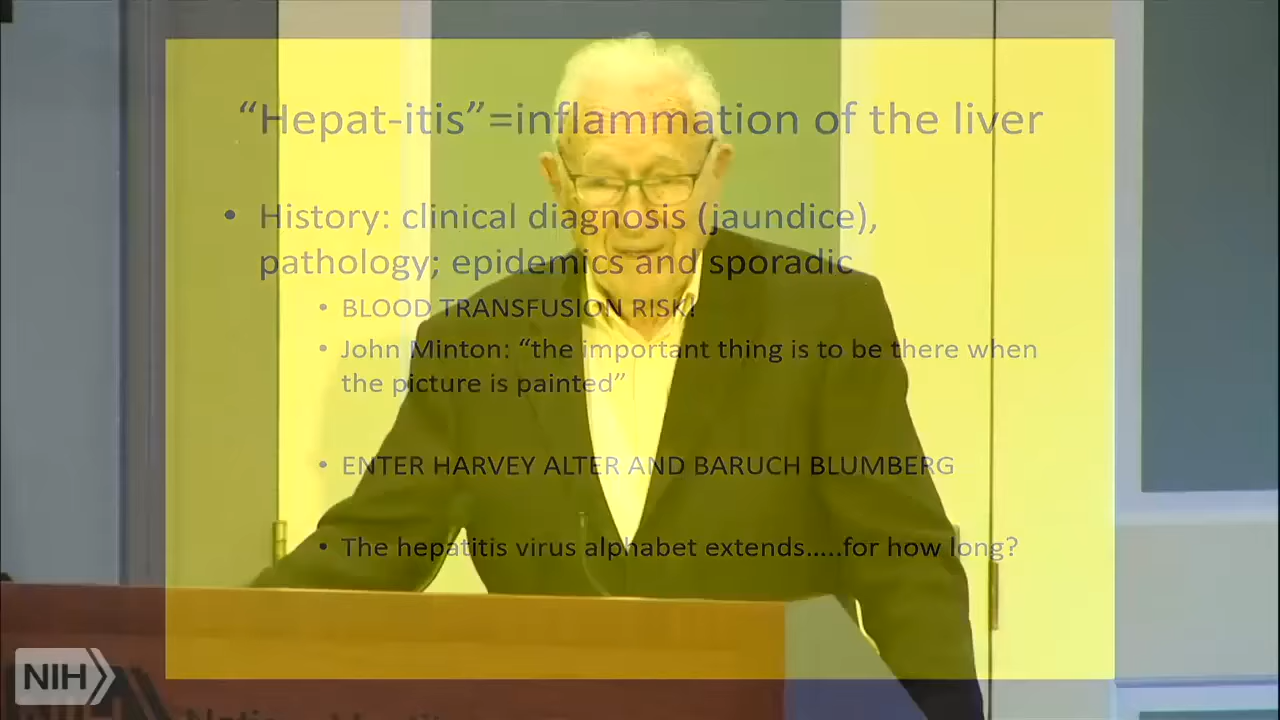 “Hepat-itis”=inflammation of the liver
• History: clinical diagnosis (jaundice),
pathology; epidemics and sporadic
• BLOOD TRANSFUSION RISK!
• John Minton: “the important thing is to be there when
the picture is painted”
• ENTER HARVEY ALTER AND BARUCH BLUMBERG
• The hepatitis virus alphabet extends.....for how long?
NIH